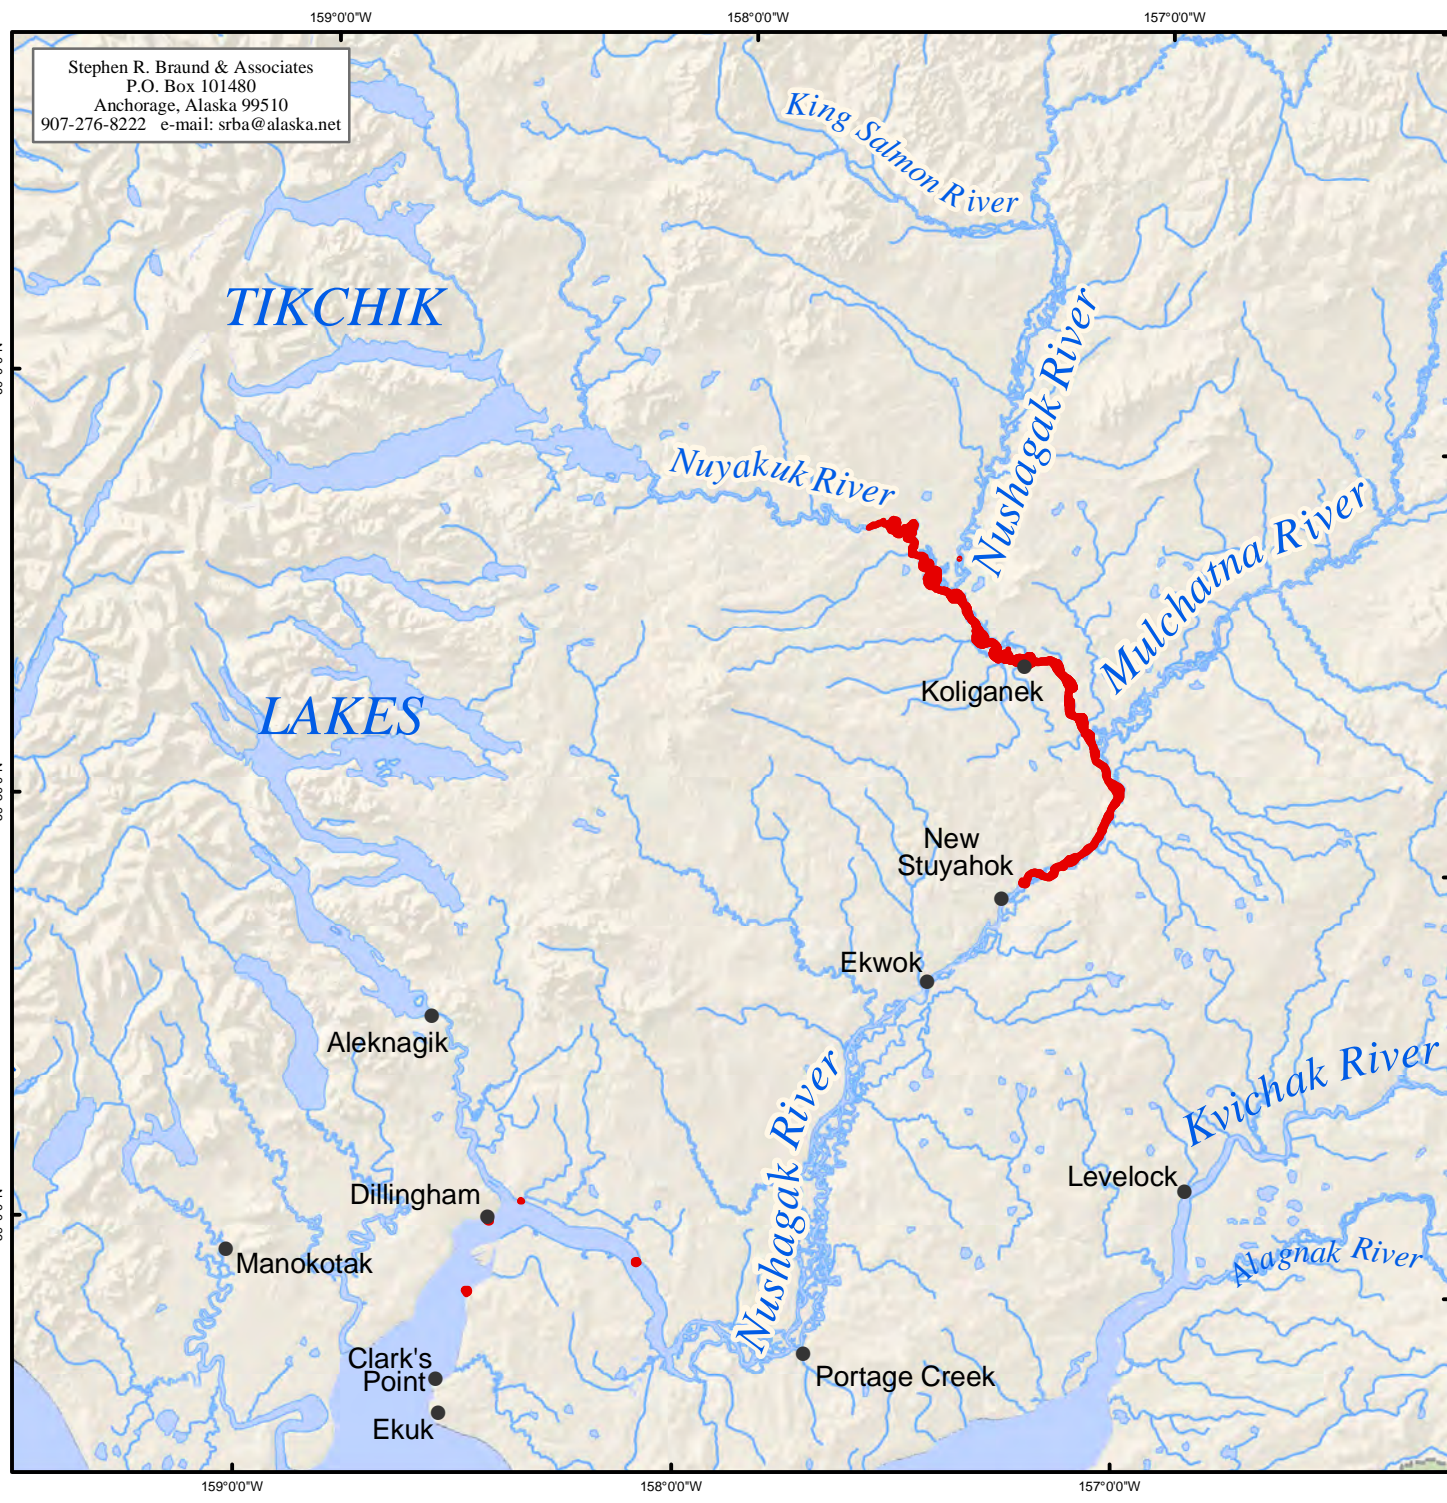 159°0'0"W
158°0'0"W
157°0'0"W
Stephen R. Braund & Associates
P.O. Box 101480
Anchorage, Alaska 99510
907-276-8222 e-mail: srba@alaska.net
King Salmon River
TIKCHIK
Nushagak River
Nuyakuk River
Mulchatna River
Koliganek
LAKES
New
Stuyahok
Ekwok
Aleknagik
Nushagak River
Kvichak River
Levelock
Dillingham
Manokotak
Alagnak River
Clark's
Point
Portage Creek
Ekuk
159°0'0"W
158°0'0"W
157°0'0"W